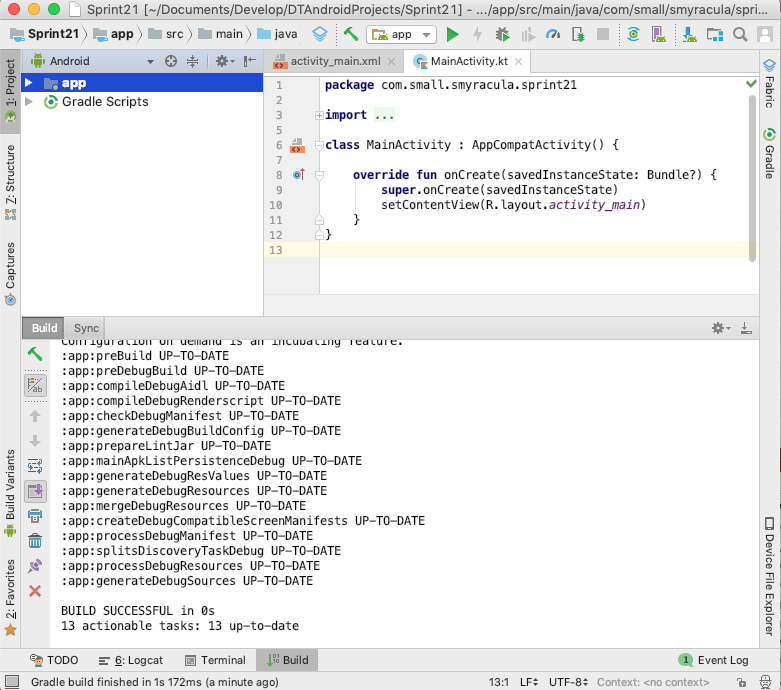 Sprint21 [~/Documents/Develop/DTAndroidProjects/Sprint21] - .../app/src/main/java/com/small/smyracula/spri...
Sprint21 app src main java app
1: Project
Android
activity_main.xml
MainActivity.kt
app
Gradle Scripts
1 package com.small.smyracula.sprint21
2
3 import ...
5
6 class MainActivity : AppCompatActivity() {
7
8 override fun onCreate(savedInstanceState: Bundle?) {
9 super.onCreate(savedInstanceState)
10 setContentView(R.layout.activity_main)
11 }
12 }
13
Fabric
Gradle
Z: Structure
Captures
Build Sync
Configuration on demand is an incubating feature.
:app:preBuild UP-TO-DATE
:app:preDebugBuild UP-TO-DATE
:app:compileDebugAidl UP-TO-DATE
:app:compileDebugRenderscript UP-TO-DATE
:app:checkDebugManifest UP-TO-DATE
:app:generateDebugBuildConfig UP-TO-DATE
:app:prepareLintJar UP-TO-DATE
:app:mainApkListPersistenceDebug UP-TO-DATE
:app:generateDebugResValues UP-TO-DATE
:app:generateDebugResources UP-TO-DATE
:app:mergeDebugResources UP-TO-DATE
:app:createDebugCompatibleScreenManifests UP-TO-DATE
:app:processDebugManifest UP-TO-DATE
:app:splitsDiscoveryTaskDebug UP-TO-DATE
:app:processDebugResources UP-TO-DATE
:app:generateDebugSources UP-TO-DATE
BUILD SUCCESSFUL in 0s
13 actionable tasks: 13 up-to-date
Build Variants
2: Favorites
Device File Explorer
TODO 6: Logcat Terminal Build 1 Event Log
Gradle build finished in 1s 172ms (a minute ago) 13:1 LF UTF-8 Context: <no context>